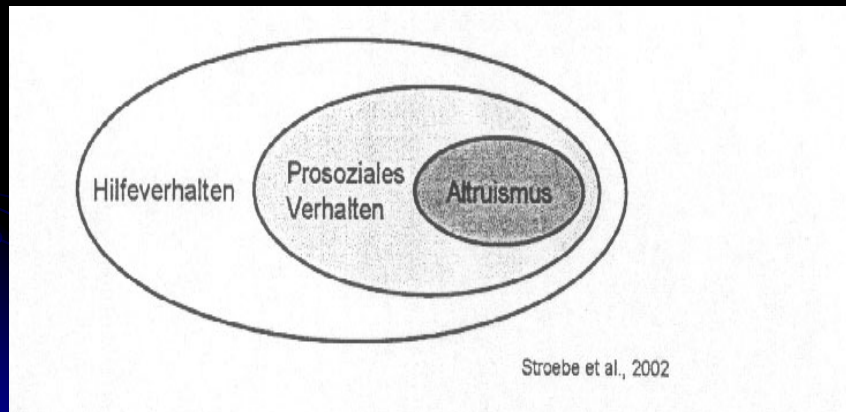 Hilfeverhalten
Prosoziales
Verhalten
Altruismus
Stroebe et al., 2002